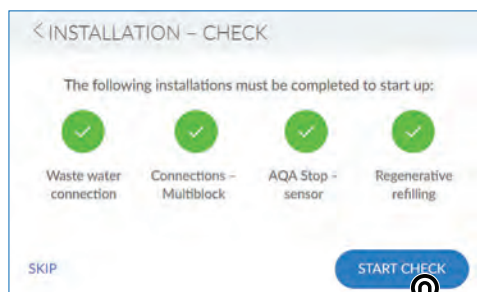 INSTALLATION – CHECK
The following installations must be completed to start up:
Waste water connection
Connections – Multiblock
AQA Stop – sensor
Regenerative refilling
SKIP
START CHECK